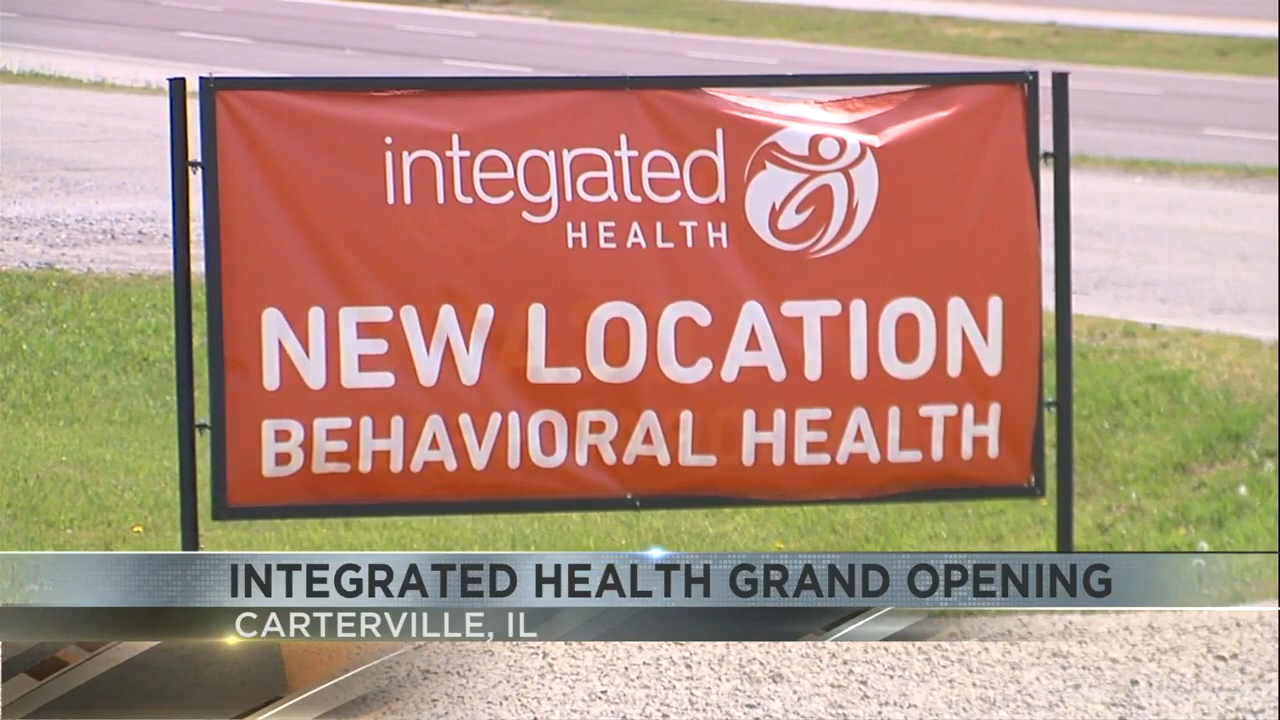 integrated
HEALTH
NEW LOCATION
BEHAVIORAL HEALTH
INTEGRATED HEALTH GRAND OPENING
CARTERVILLE, IL